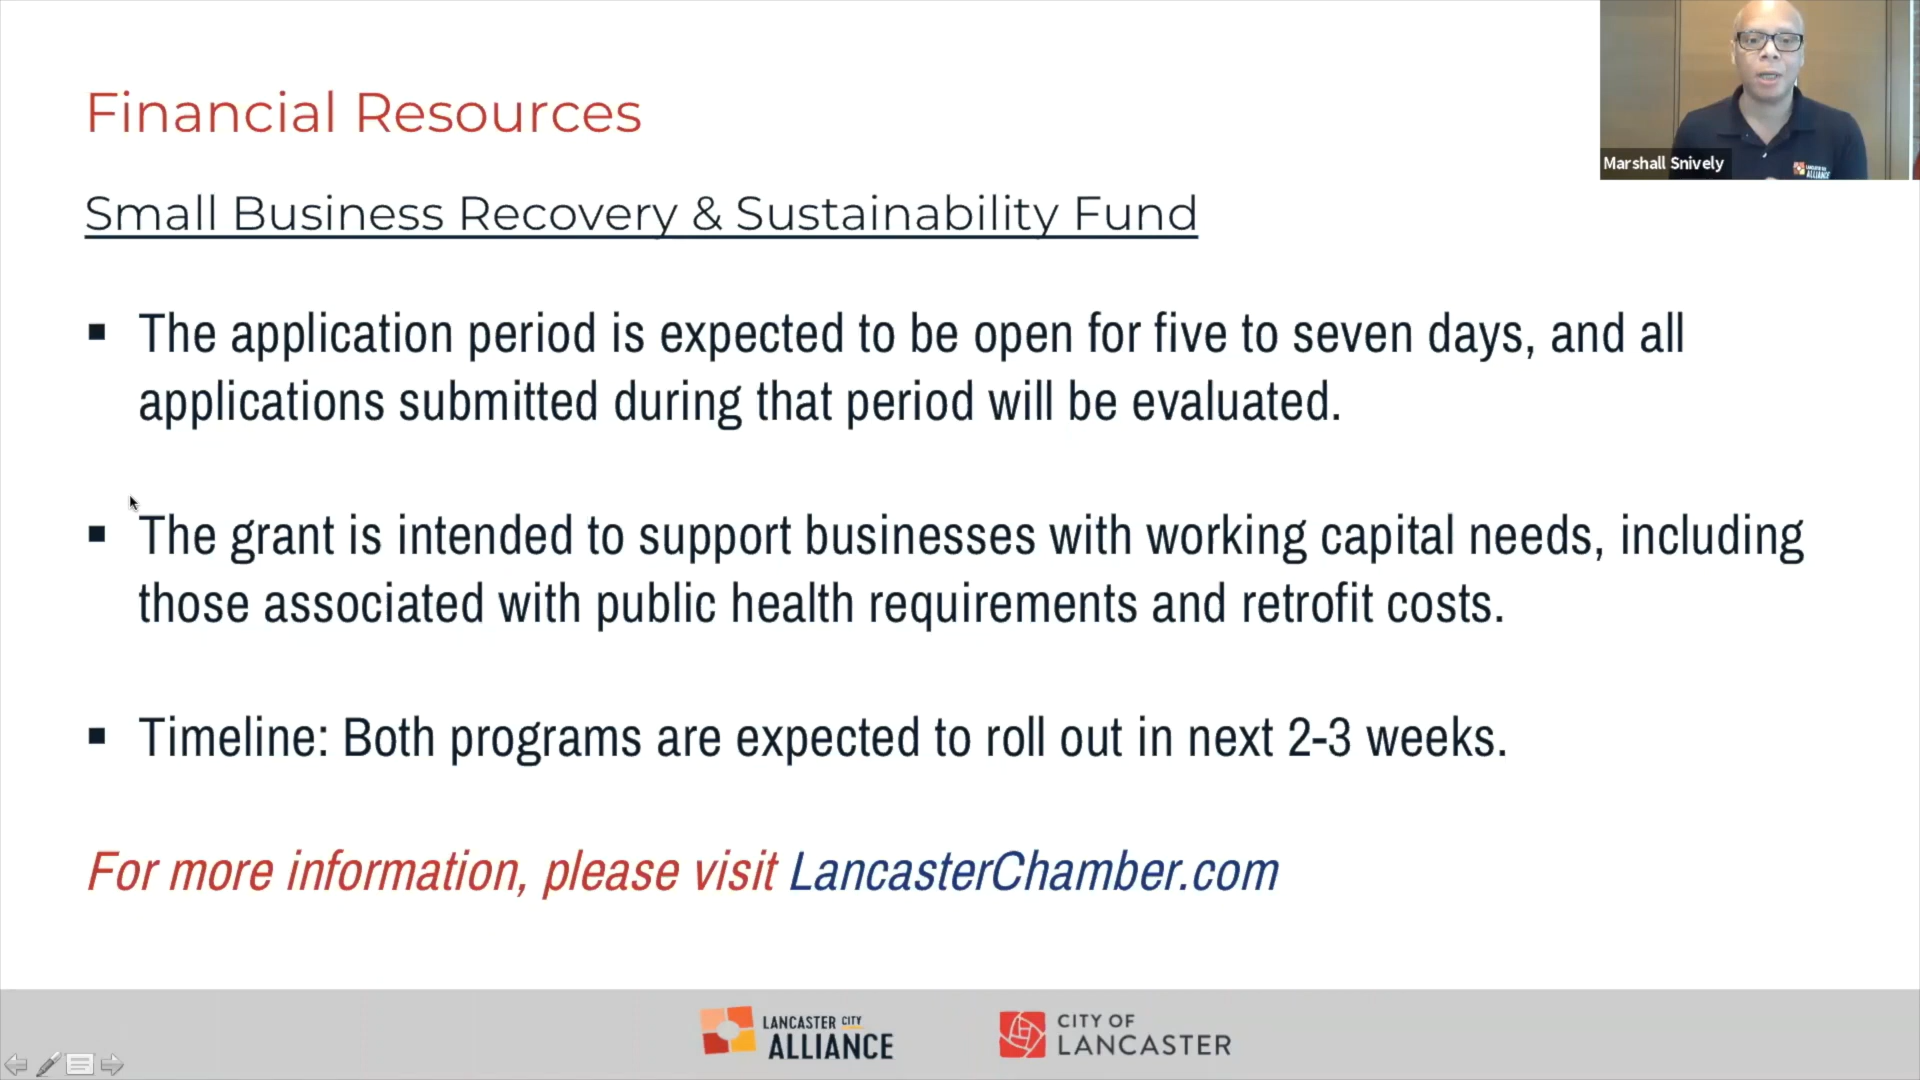 Financial Resources
Marshall Snively
LANCASTER CITY
ALLIANCE
Small Business Recovery & Sustainability Fund
▪ The application period is expected to be open for five to seven days, and all
applications submitted during that period will be evaluated.
▪ The grant is intended to support businesses with working capital needs, including
those associated with public health requirements and retrofit costs.
▪ Timeline: Both programs are expected to roll out in next 2-3 weeks.
For more information, please visit LancasterChamber.com
LANCASTER CITY
ALLIANCE
CITY OF
LANCASTER